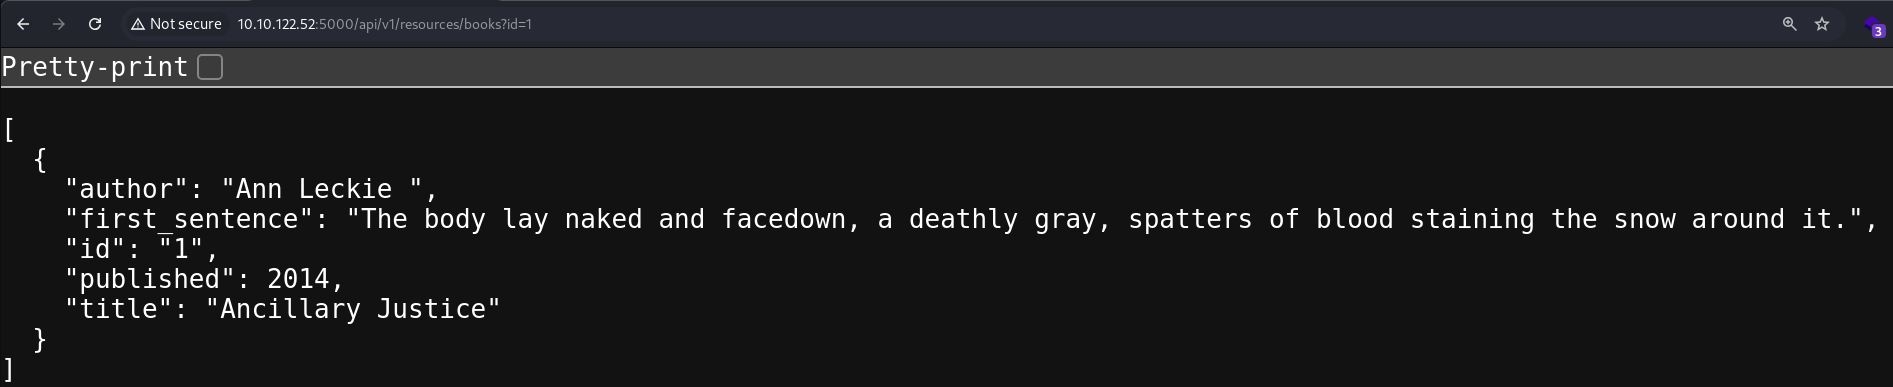 Not secure 10.10.122.52:5000/api/v1/resources/books?id=1
3
Pretty-print
[
  {
    "author": "Ann Leckie ",
    "first_sentence": "The body lay naked and facedown, a deathly gray, spatters of blood staining the snow around it.",
    "id": "1",
    "published": 2014,
    "title": "Ancillary Justice"
  }
]